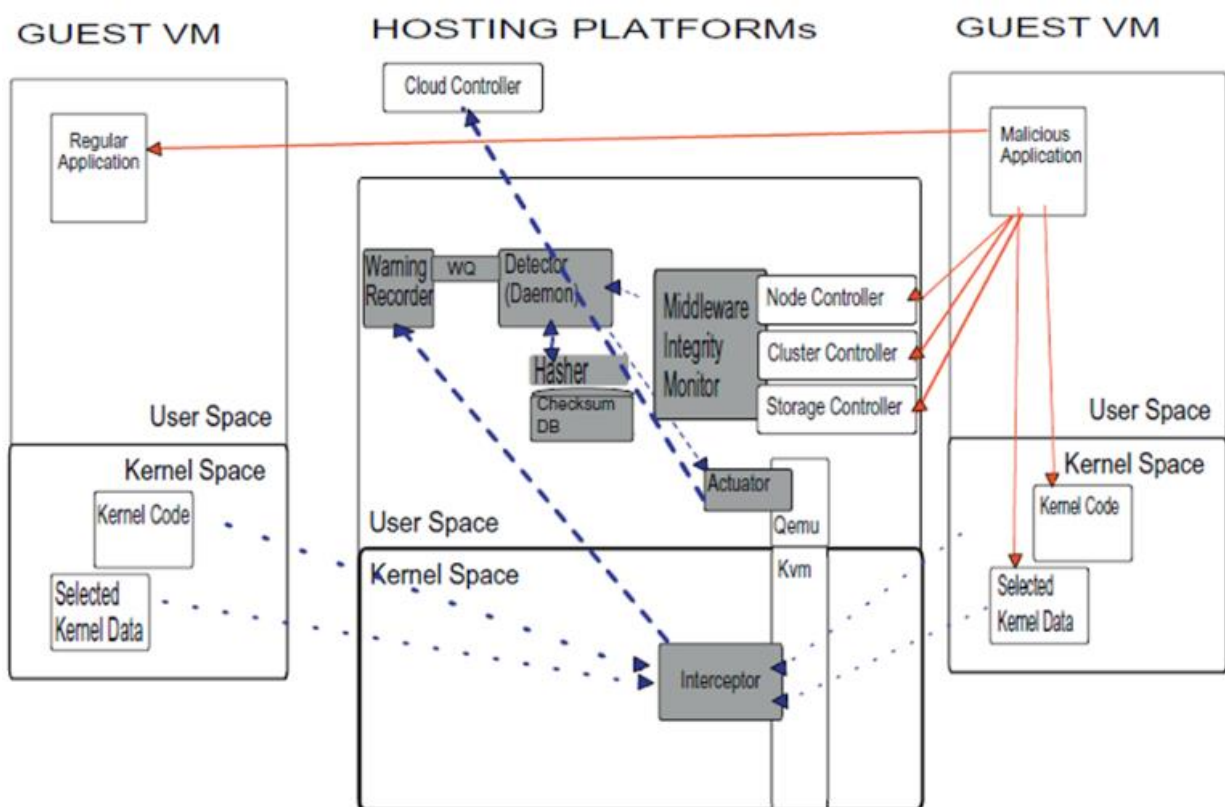 GUEST VM
HOSTING PLATFORMs
GUEST VM
Cloud Controller
Regular
Application
Malicious
Application
Warning
Recorder
WQ
Detector
(Daemon)
Hasher
Checksum
DB
Middleware
Integrity
Monitor
Node Controller
Cluster Controller
Storage Controller
User Space
User Space
Kernel Space
Kernel Code
Selected
Kernel Data
Actuator
Qemu
User Space
Kernel Space
Kvm
Interceptor
Kernel Space
Kernel Code
Selected
Kernel Data